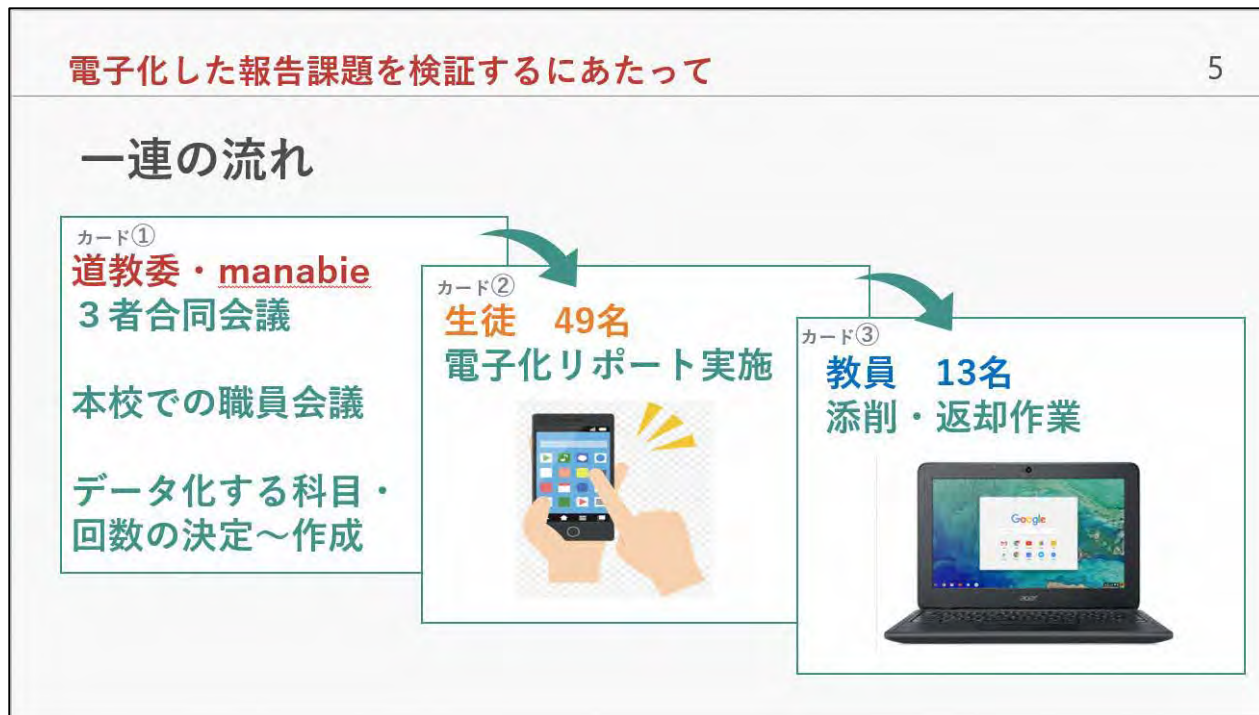 電子化した報告課題を検証するにあたって
5
一連の流れ
カード①
道教委・manabie
３者合同会議
本校での職員会議
データ化する科目・
回数の決定～作成
カード②
生徒　49名
電子化リポート実施
カード③
教員　13名
添削・返却作業
Google
acer